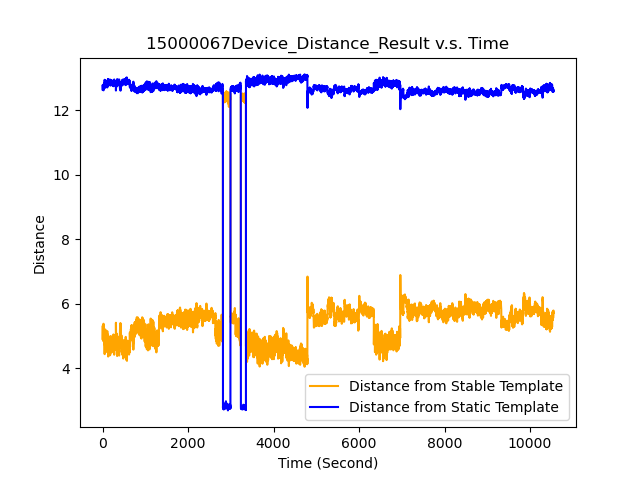 15000067Device_Distance_Result v.s. Time
12
10
8
6
4
Distance
0
2000
4000
6000
8000
10000
Time (Second)
Distance from Stable Template
Distance from Static Template